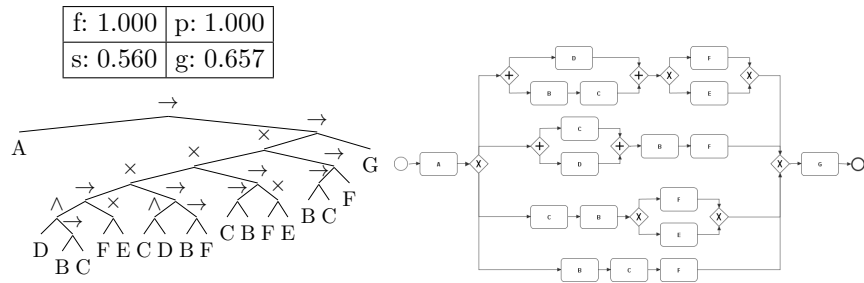 f: 1.000 p: 1.000
s: 0.560 g: 0.657
→
→
A
×
G
×
→
×
→
→
×
→
F
∧
→
×
∧
→
→
B C
D
F E
C D
B F
C B
F E
B C
D
B
C
F
E
C
D
B
F
A
G
C
B
F
E
B
C
F